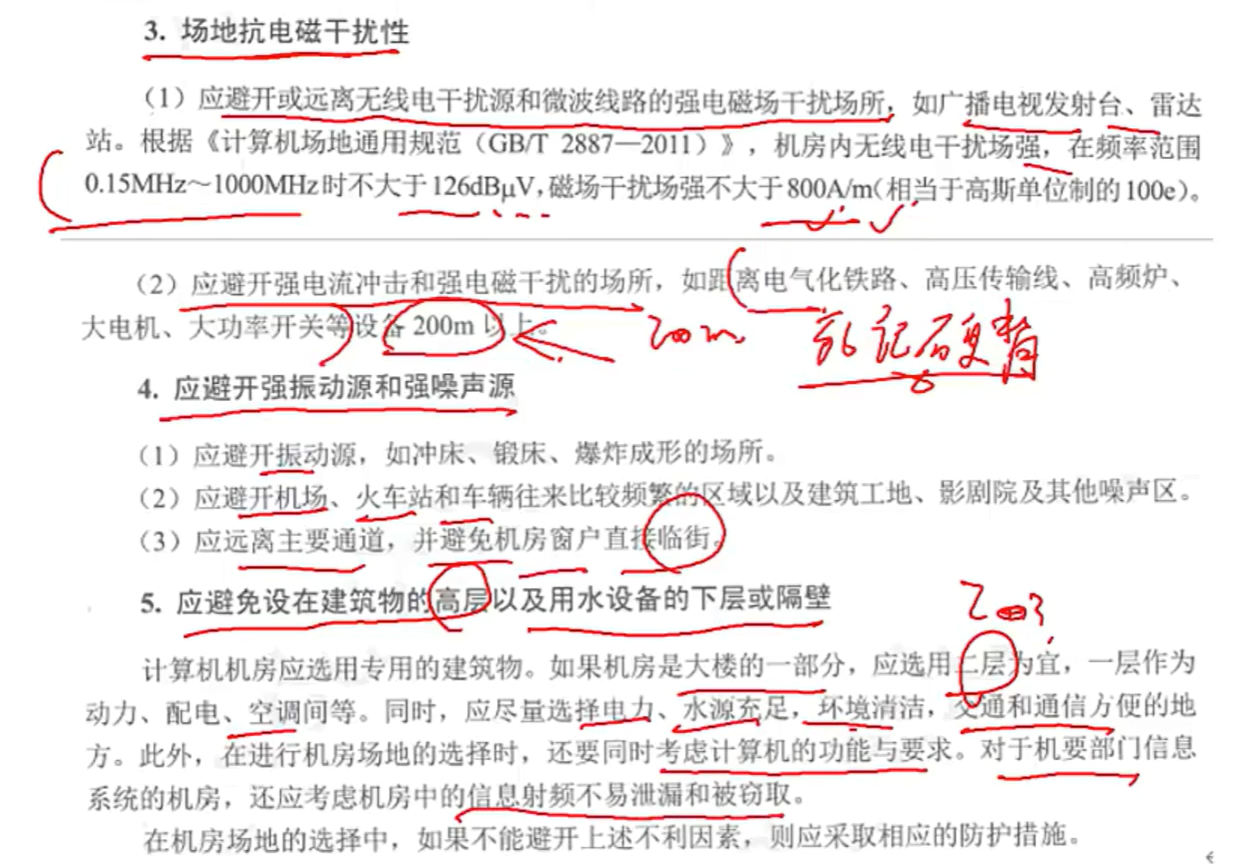 3. 场地抗电磁干扰性
（1）应避开或远离无线电干扰源和微波线路的强电磁场干扰场所，如广播电视发射台、雷达
站。根据《计算机场地通用规范（GB/T 2887—2011）》，机房内无线电干扰场强，在频率范围
0.15MHz～1000MHz时不大于126dBμV，磁场干扰场强不大于800A/m（相当于高斯单位制的100e）。
（2）应避开强电流冲击和强电磁干扰的场所，如距离电气化铁路、高压传输线、高频炉、
大电机、大功率开关等设备 200m 以上。
200m
死记硬背
4. 应避开强振动源和强噪声源
（1）应避开振动源，如冲床、锻床、爆炸成形的场所。
（2）应避开机场、火车站和车辆往来比较频繁的区域以及建筑工地、影剧院及其他噪声区。
（3）应远离主要通道，并避免机房窗户直接临街。
5. 应避免设在建筑物的高层以及用水设备的下层或隔壁
计算机机房应选用专用的建筑物。如果机房是大楼的一部分，应选用二层为宜，一层作为
动力、配电、空调间等。同时，应尽量选择电力、水源充足，环境清洁，交通和通信方便的地
方。此外，在进行机房场地的选择时，还要同时考虑计算机的功能与要求。对于机要部门信息
系统的机房，还应考虑机房中的信息射频不易泄漏和被窃取。
在机房场地的选择中，如果不能避开上述不利因素，则应采取相应的防护措施。